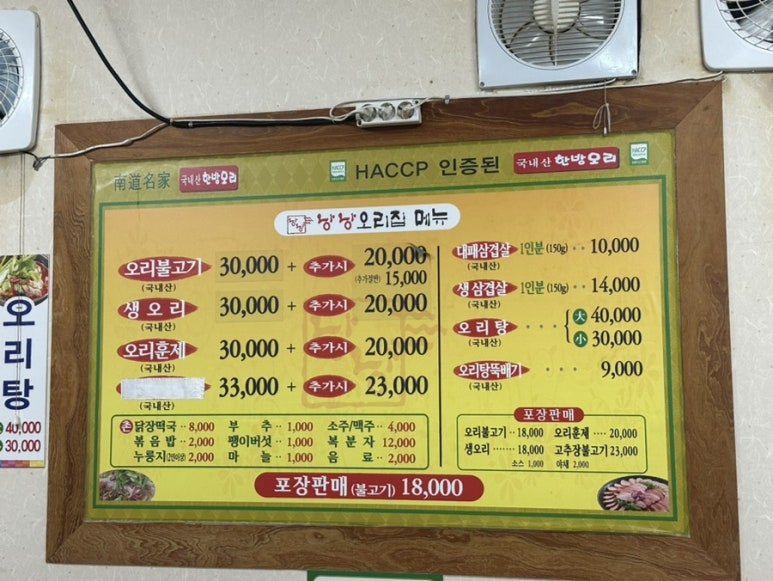 南道名家 국내산 한방오리 HACCP HACCP 인증된 국내산 한방오리 HACCP
창창오리집 메뉴
오리불고기 30,000 + 추가시 20,000
(국내산) (추가절반) 15,000
생오리 30,000 + 추가시 20,000
(국내산)
오리훈제 30,000 + 추가시 20,000
(국내산)
33,000 + 추가시 23,000
(국내산)
대패삼겹살 1인분 (150g) ·· 10,000
(국내산)
생삼겹살 1인분 (150g) ·· 14,000
(국내산)
오리탕 ··· 大 40,000
(국내산) 小 30,000
오리탕뚝배기 ··· 9,000
(국내산)
촌 닭장떡국 ·· 8,000 부추 ·· 1,000 소주/맥주 ·· 4,000
볶음밥 ·· 2,000 팽이버섯 ·· 1,000 복분자 12,000
누룽지(2인이상) 2,000 마늘 ·· 1,000 음료 ·· 2,000
포장판매
오리불고기 ·· 18,000 오리훈제 ···· 20,000
생오리 ······ 18,000 고추장불고기 23,000
소스 1,000 야채 2,000
포장판매 (불고기) 18,000
오리탕
40,000
30,000